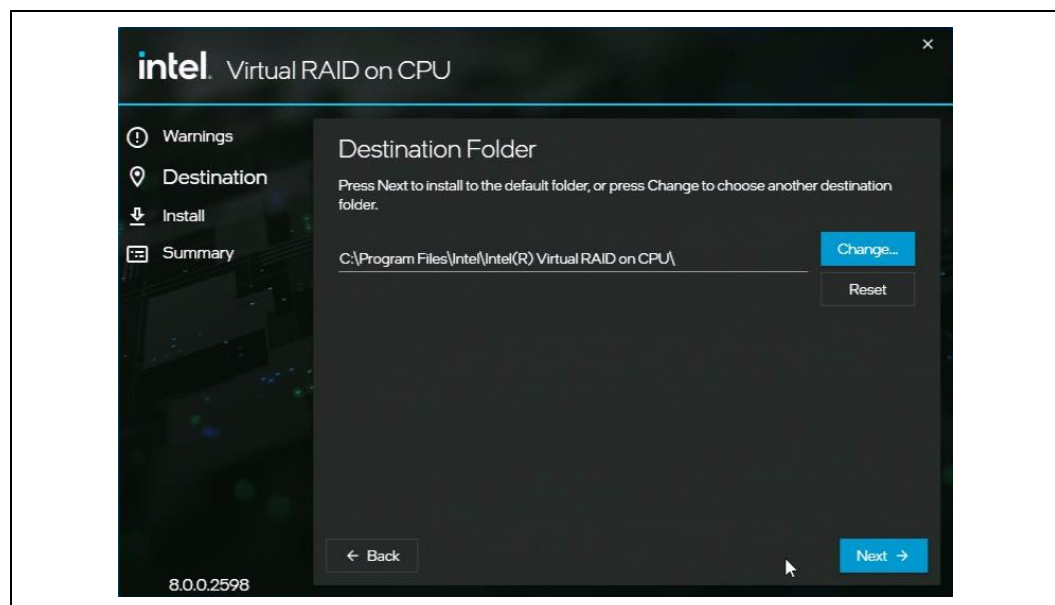 intel. Virtual RAID on CPU
Warnings
Destination
Install
Summary
Destination Folder
Press Next to install to the default folder, or press Change to choose another destination
folder.
C:\Program Files\Intel\Intel(R) Virtual RAID on CPU\
Change...
Reset
Back
Next
8.0.0.2598